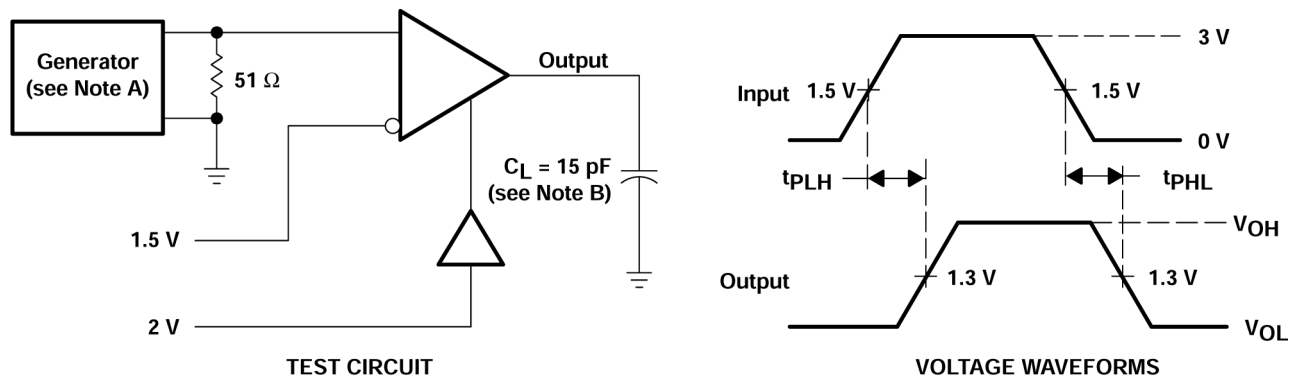 Generator
(see Note A)
51 Ω
Output
CL = 15 pF
(see Note B)
1.5 V
2 V
TEST CIRCUIT
3 V
Input
1.5 V
1.5 V
0 V
tPLH
tPHL
VOH
Output
1.3 V
1.3 V
VOL
VOLTAGE WAVEFORMS